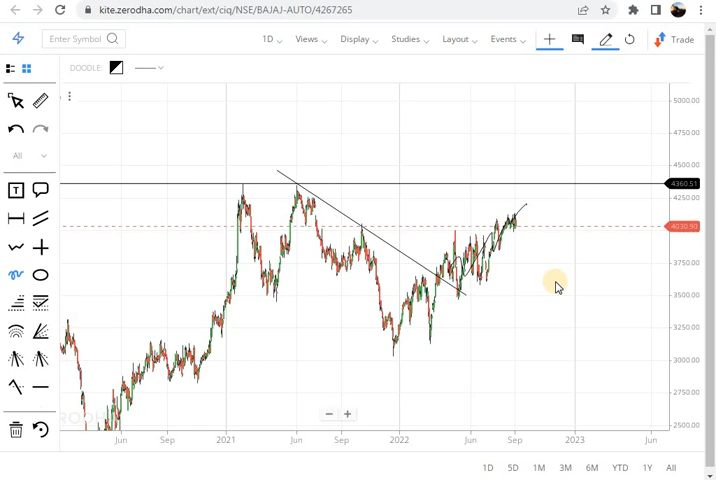 kite.zerodha.com/chart/ext/ciq/NSE/BAJAJ-AUTO/4267265
Enter Symbol
1D Views Display Studies Layout Events Trade
DOODLE:
All
T
5000.00
4750.00
4500.00
4360.51
4250.00
4030.90
3750.00
3500.00
3250.00
3000.00
2750.00
2500.00
Jun Sep 2021 Jun Sep 2022 Jun Sep 2023 Jun
1D 5D 1M 3M 6M YTD 1Y All